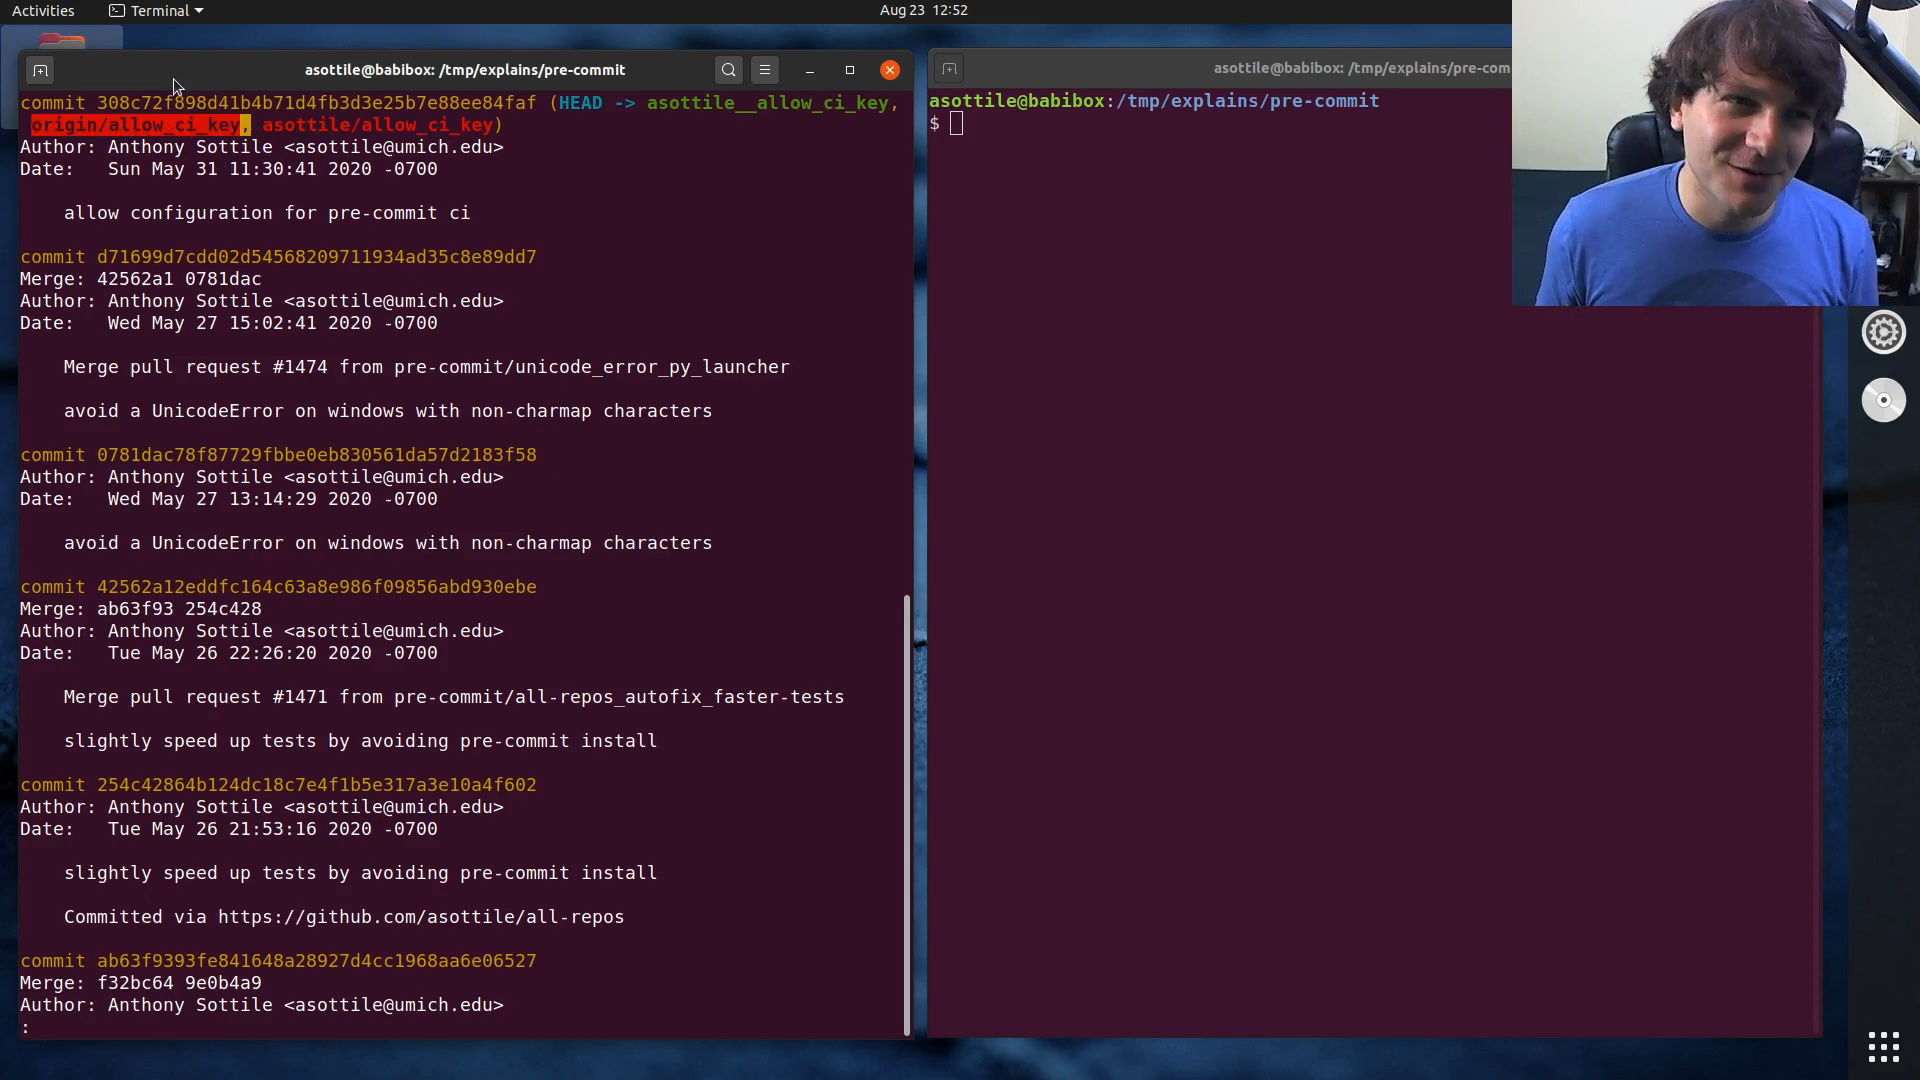 Activities
Terminal
Aug 23 12:52
asottile@babibox: /tmp/explains/pre-commit
commit 308c72f898d41b4b71d4fb3d3e25b7e88ee84faf (HEAD -> asottile__allow_ci_key,
origin/allow_ci_key, asottile/allow_ci_key)
Author: Anthony Sottile <asottile@umich.edu>
Date:   Sun May 31 11:30:41 2020 -0700
allow configuration for pre-commit ci
commit d71699d7cdd02d54568209711934ad35c8e89dd7
Merge: 42562a1 0781dac
Author: Anthony Sottile <asottile@umich.edu>
Date:   Wed May 27 15:02:41 2020 -0700
Merge pull request #1474 from pre-commit/unicode_error_py_launcher
avoid a UnicodeError on windows with non-charmap characters
commit 0781dac78f87729fbbe0eb830561da57d2183f58
Author: Anthony Sottile <asottile@umich.edu>
Date:   Wed May 27 13:14:29 2020 -0700
avoid a UnicodeError on windows with non-charmap characters
commit 42562a12eddfc164c63a8e986f09856abd930ebe
Merge: ab63f93 254c428
Author: Anthony Sottile <asottile@umich.edu>
Date:   Tue May 26 22:26:20 2020 -0700
Merge pull request #1471 from pre-commit/all-repos_autofix_faster-tests
slightly speed up tests by avoiding pre-commit install
commit 254c42864b124dc18c7e4f1b5e317a3e10a4f602
Author: Anthony Sottile <asottile@umich.edu>
Date:   Tue May 26 21:53:16 2020 -0700
slightly speed up tests by avoiding pre-commit install
Committed via https://github.com/asottile/all-repos
commit ab63f9393fe841648a28927d4cc1968aa6e06527
Merge: f32bc64 9e0b4a9
Author: Anthony Sottile <asottile@umich.edu>
:
asottile@babibox: /tmp/explains/pre-com
asottile@babibox:/tmp/explains/pre-commit
$